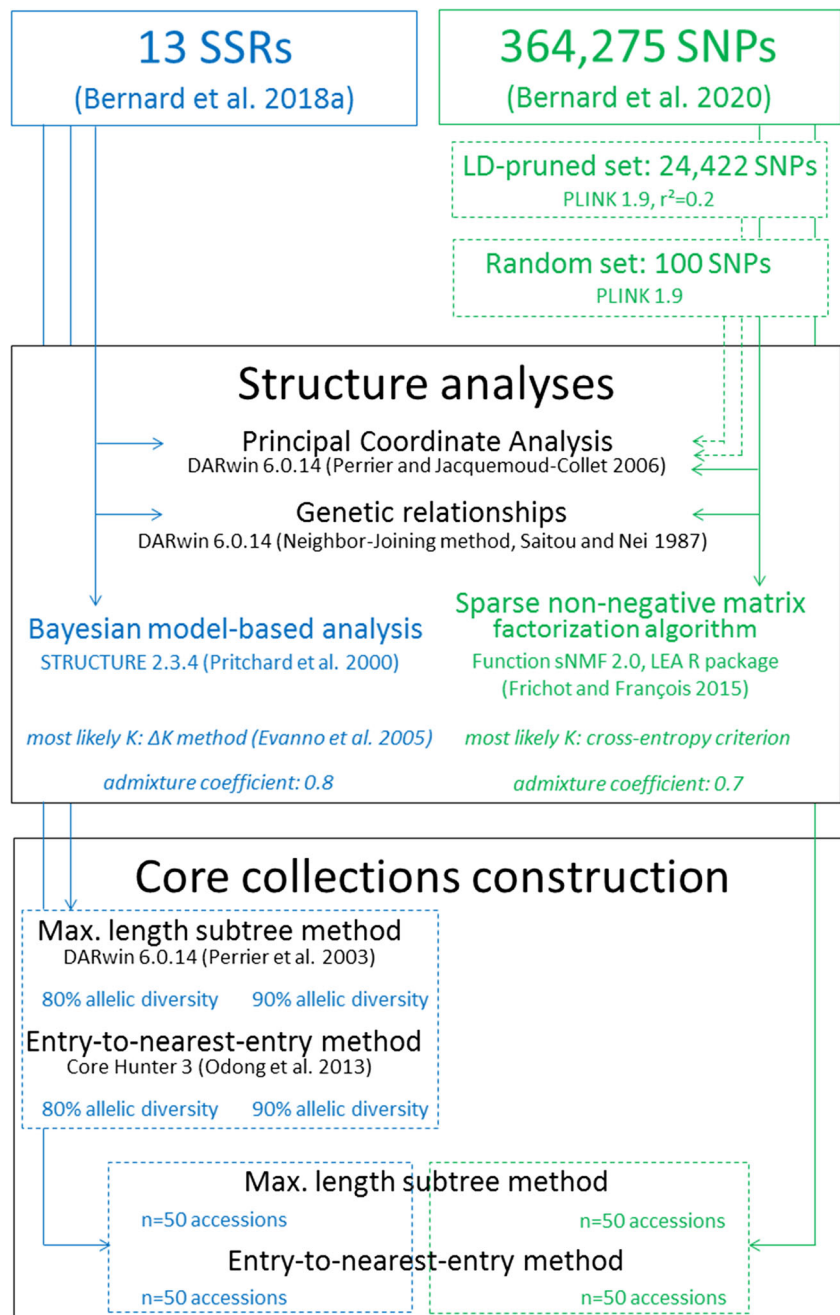 13 SSRs
(Bernard et al. 2018a)
364,275 SNPs
(Bernard et al. 2020)
LD-pruned set: 24,422 SNPs
PLINK 1.9, r²=0.2
Random set: 100 SNPs
PLINK 1.9
Structure analyses
Principal Coordinate Analysis
DARwin 6.0.14 (Perrier and Jacquemoud-Collet 2006)
Genetic relationships
DARwin 6.0.14 (Neighbor-Joining method, Saitou and Nei 1987)
Bayesian model-based analysis
STRUCTURE 2.3.4 (Pritchard et al. 2000)
most likely K: ΔK method (Evanno et al. 2005)
admixture coefficient: 0.8
Sparse non-negative matrix
factorization algorithm
Function sNMF 2.0, LEA R package
(Frichot and François 2015)
most likely K: cross-entropy criterion
admixture coefficient: 0.7
Core collections construction
Max. length subtree method
DARwin 6.0.14 (Perrier et al. 2003)
80% allelic diversity 90% allelic diversity
Entry-to-nearest-entry method
Core Hunter 3 (Odong et al. 2013)
80% allelic diversity 90% allelic diversity
Max. length subtree method
n=50 accessions n=50 accessions
Entry-to-nearest-entry method
n=50 accessions n=50 accessions